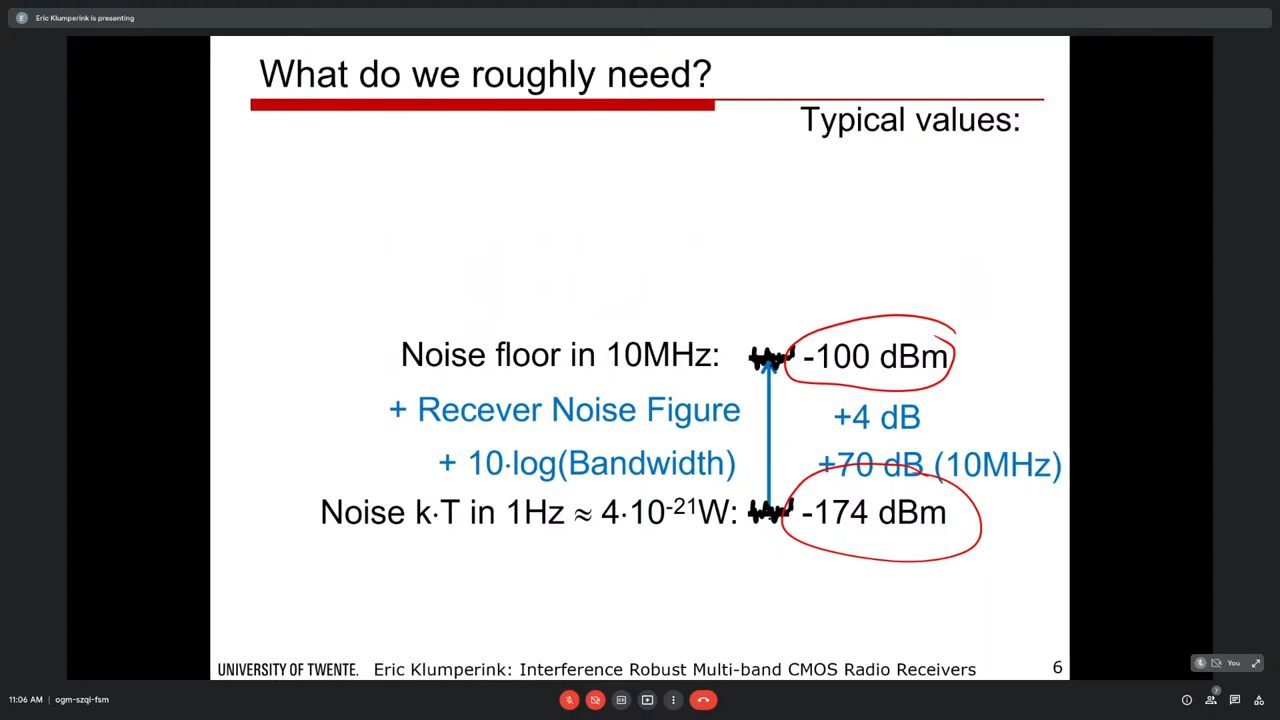 Eric Klumperink is presenting
What do we roughly need?
Typical values:
Noise floor in 10MHz: -100 dBm
+ Recever Noise Figure +4 dB
+ 10·log(Bandwidth) +70 dB (10MHz)
Noise k·T in 1Hz ≈ 4·10-21W: -174 dBm
UNIVERSITY OF TWENTE. Eric Klumperink: Interference Robust Multi-band CMOS Radio Receivers 6
You
11:06 AM | ogm-szql-fsm
7